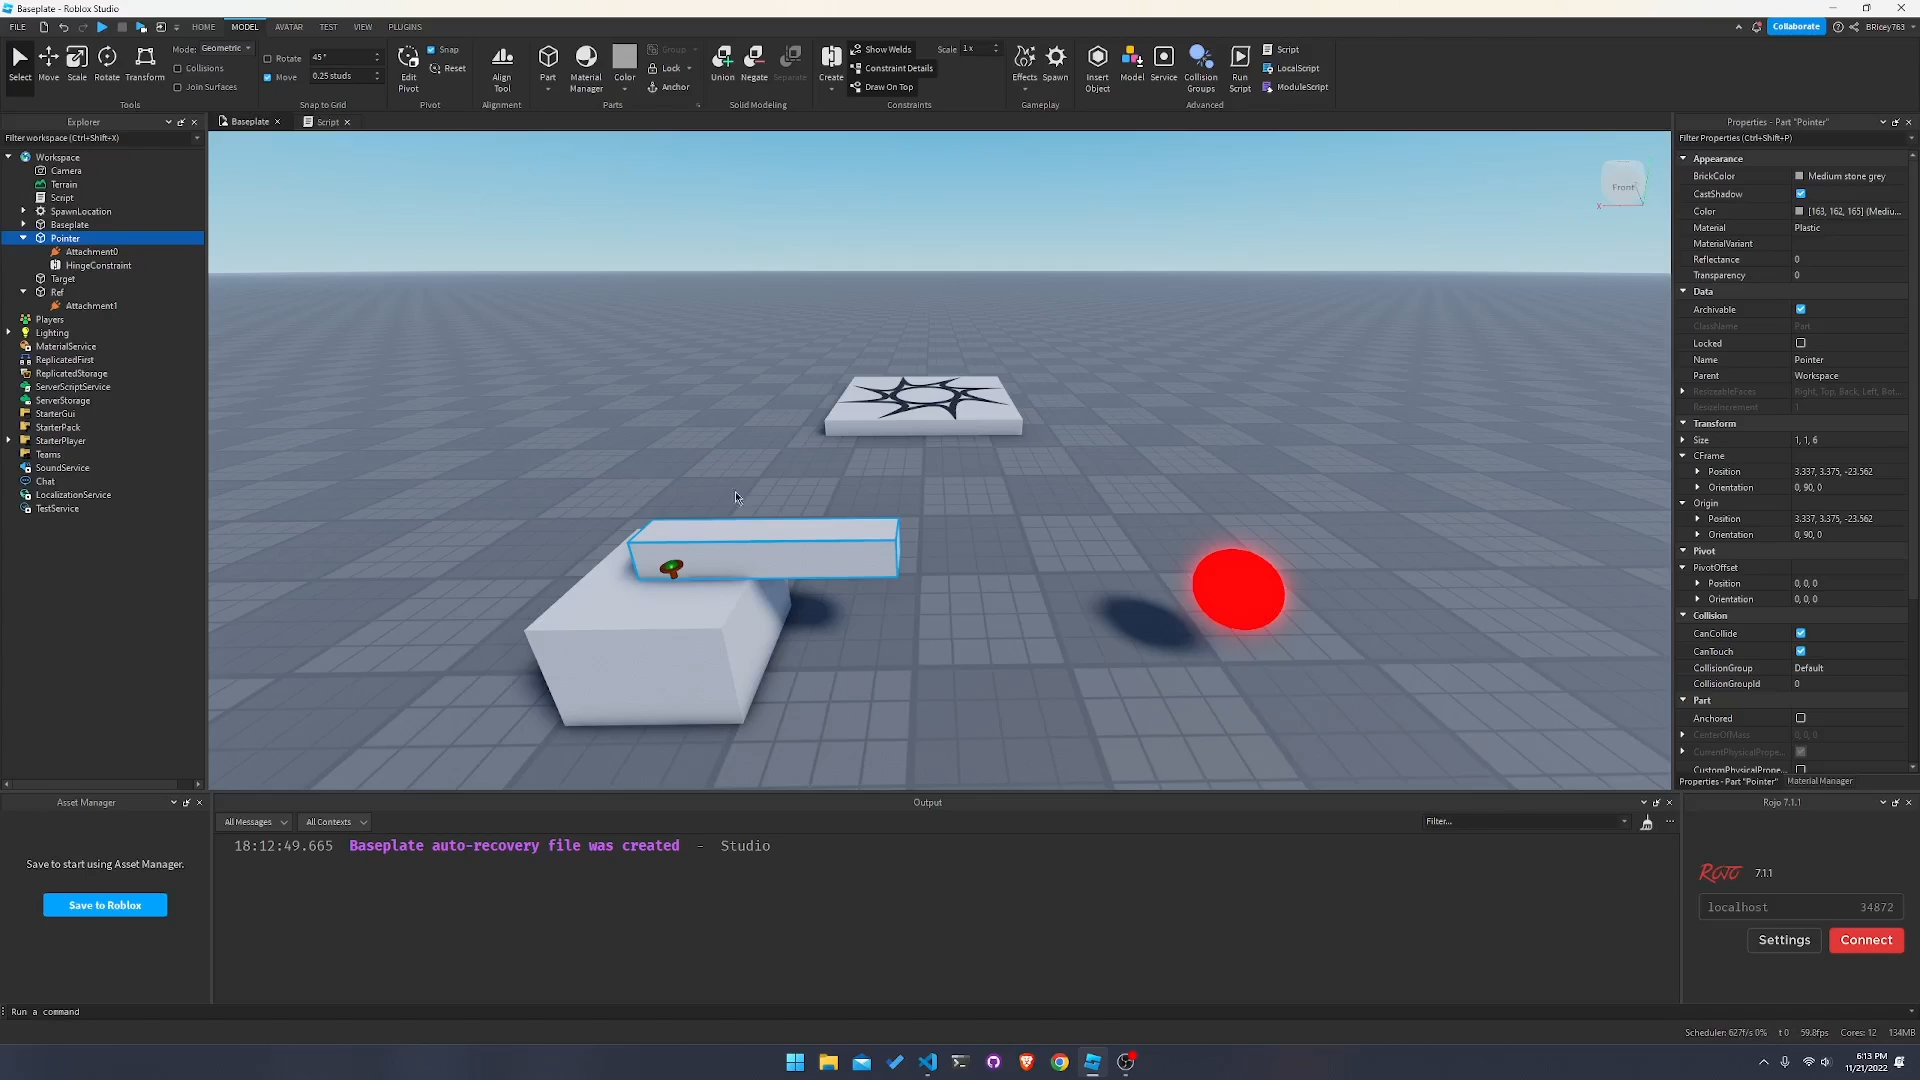 Baseplate - Roblox Studio
FILE HOME MODEL AVATAR TEST VIEW PLUGINS Collaborate BRicey763
Select Move Scale Rotate Transform
Mode: Geometric
Collisions
Join Surfaces
Tools
Rotate 45°
Move 0.25 studs
Snap to Grid
Edit Pivot
Snap
Reset
Pivot
Align Tool
Alignment
Part Material Manager Color
Group
Lock
Anchor
Parts
Union Negate Separate
Solid Modeling
Create
Show Welds
Constraint Details
Draw On Top
Scale 1x
Constraints
Effects Spawn
Gameplay
Insert Object Model Service Collision Groups Run Script
Script
LocalScript
ModuleScript
Advanced
Explorer
Filter workspace (Ctrl+Shift+X)
Workspace
Camera
Terrain
Script
SpawnLocation
Baseplate
Pointer
Attachment0
HingeConstraint
Target
Ref
Attachment1
Players
Lighting
MaterialService
ReplicatedFirst
ReplicatedStorage
ServerScriptService
ServerStorage
StarterGui
StarterPack
StarterPlayer
Teams
SoundService
Chat
LocalizationService
TestService
Baseplate
Script
Front
X
Properties - Part "Pointer"
Filter Properties (Ctrl+Shift+P)
Appearance
BrickColor Medium stone grey
CastShadow
Color [163, 162, 165] (Mediu...
Material Plastic
MaterialVariant
Reflectance 0
Transparency 0
Data
Archivable
ClassName Part
Locked
Name Pointer
Parent Workspace
ResizeableFaces Right, Top, Back, Left, Bot...
ResizeIncrement 1
Transform
Size 1, 1, 6
CFrame
Position 3.337, 3.375, -23.562
Orientation 0, 90, 0
Origin
Position 3.337, 3.375, -23.562
Orientation 0, 90, 0
Pivot
PivotOffset
Position 0, 0, 0
Orientation 0, 0, 0
Collision
CanCollide
CanTouch
CollisionGroup Default
CollisionGroupId 0
Part
Anchored
CenterOfMass 0, 0, 0
CurrentPhysicalPrope...
CustomPhysicalPrope...
Properties - Part "Pointer" Material Manager
Asset Manager
Save to start using Asset Manager.
Save to Roblox
Output
All Messages All Contexts Filter...
18:12:49.665 Baseplate auto-recovery file was created - Studio
Rojo 7.1.1
Rojo 7.1.1
localhost 34872
Settings Connect
Run a command
Scheduler: 627f/s 0% t 0 59.8fps Cores: 12 134MB
6:13 PM
11/21/2022